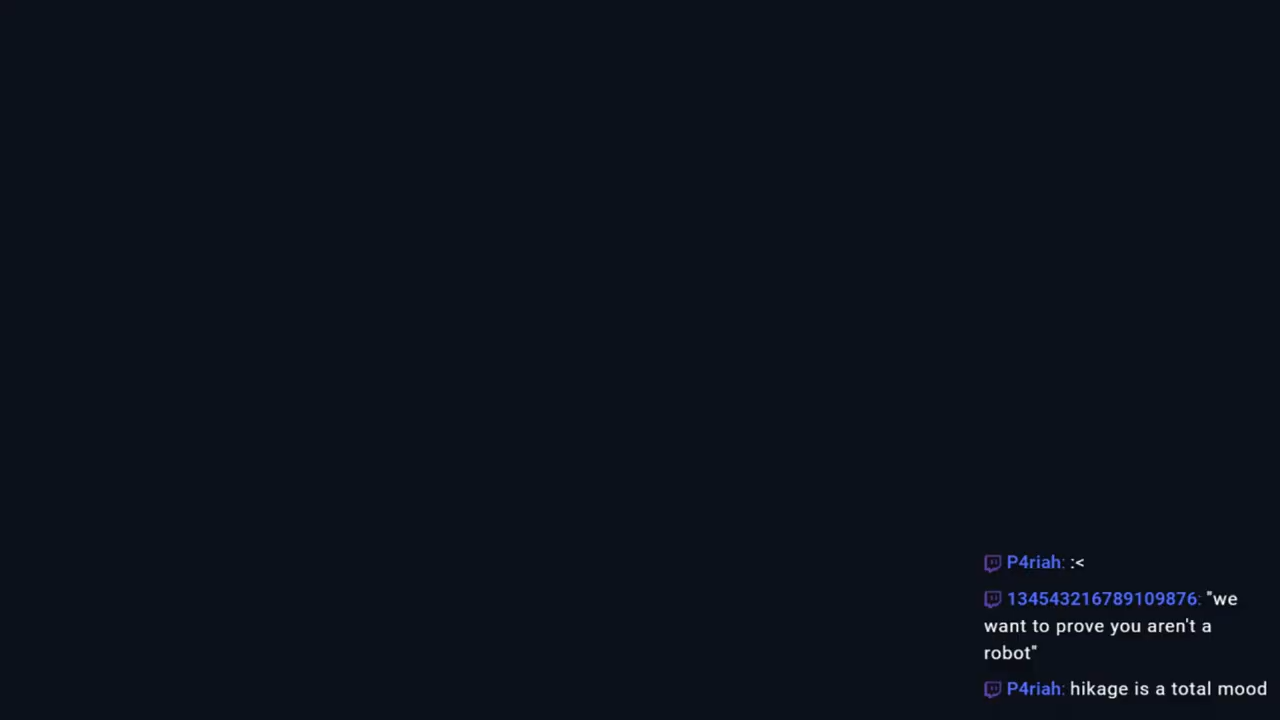 P4riah: :<
134543216789109876: "we
want to prove you aren't a
robot"
P4riah: hikage is a total mood